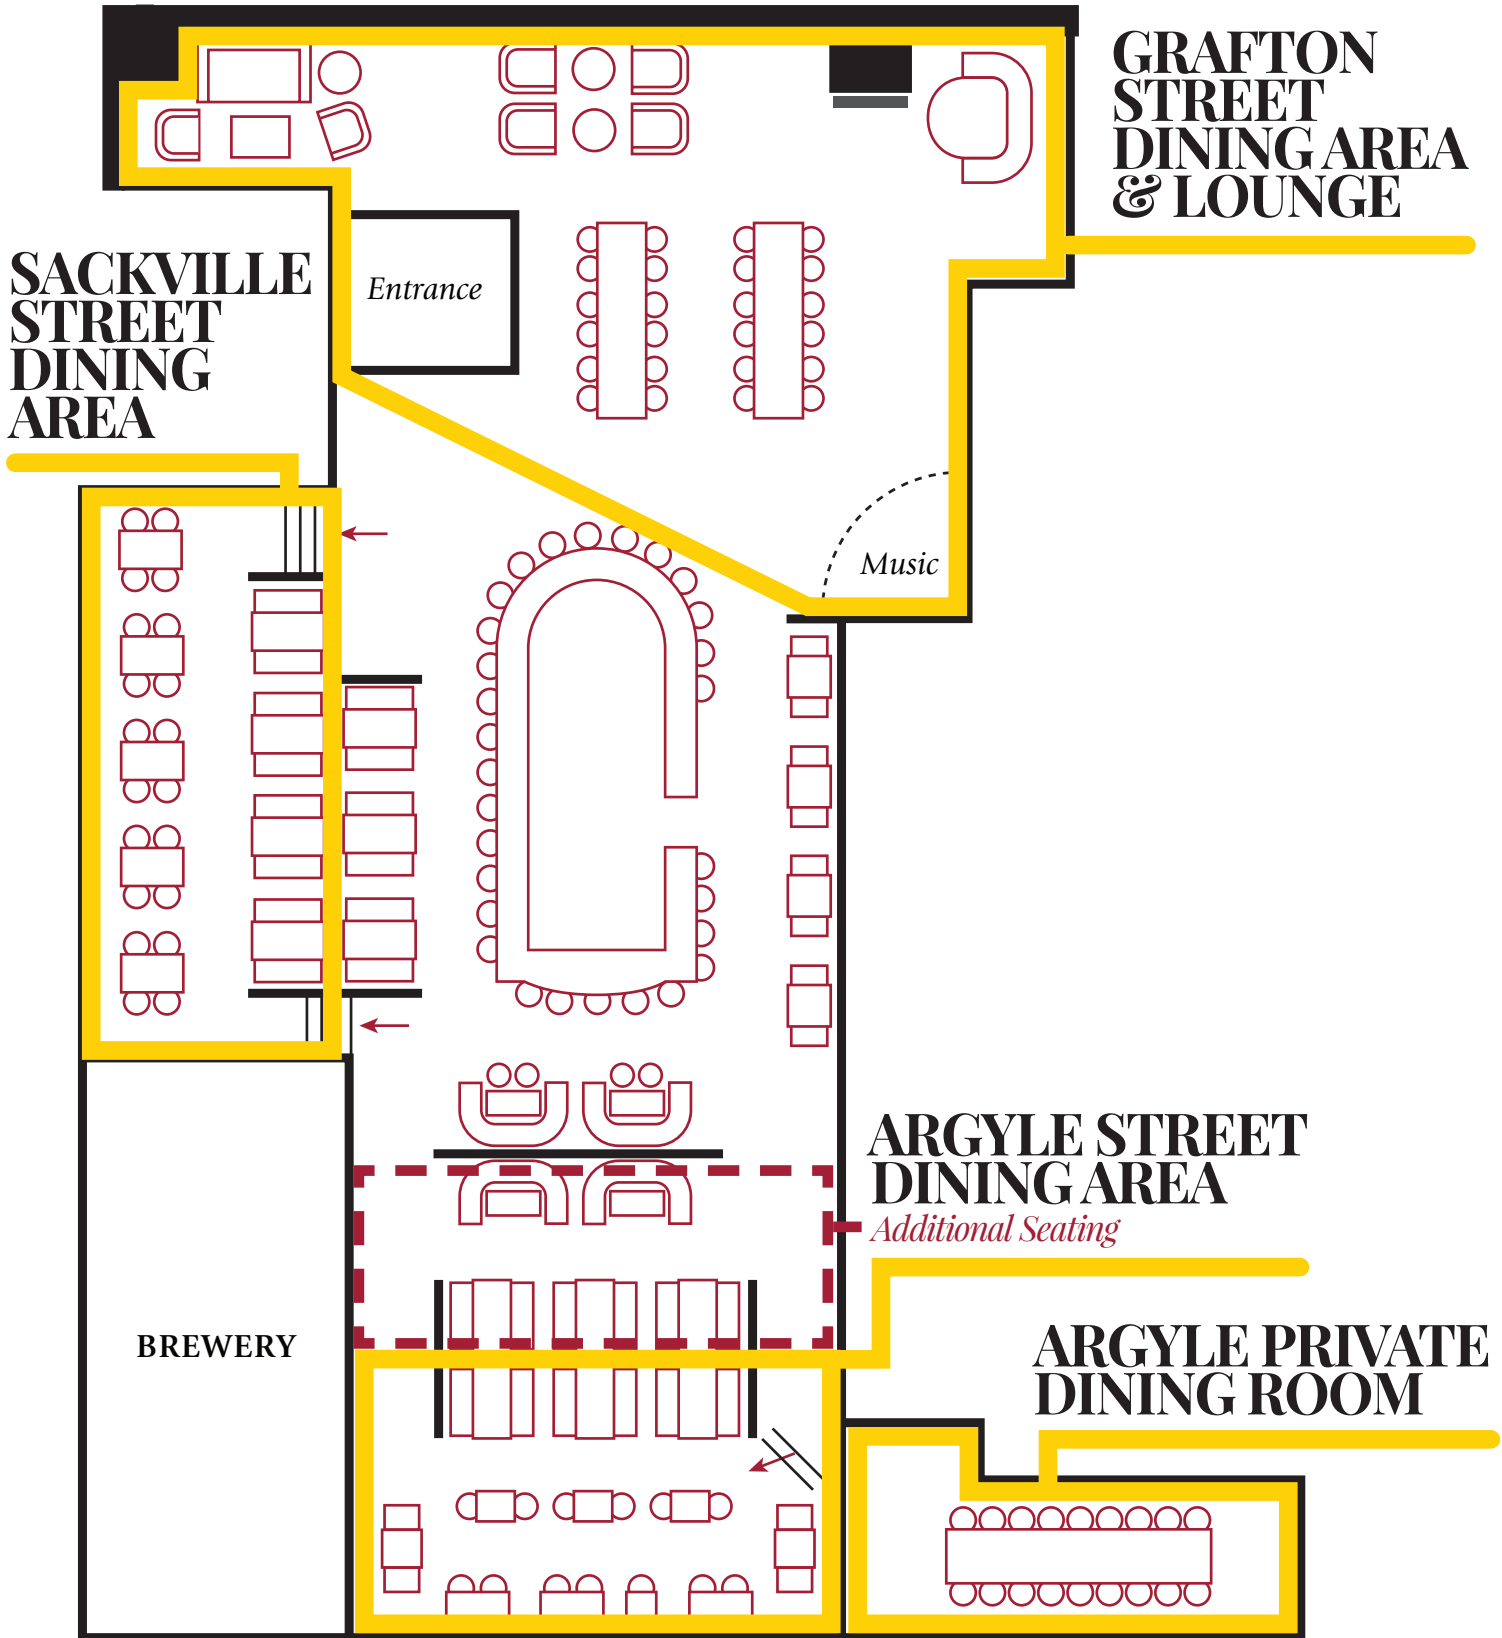 GRAFTON
STREET
DINING AREA
& LOUNGE
SACKVILLE
STREET
DINING
AREA
Entrance
Music
ARGYLE STREET
DINING AREA
Additional Seating
BREWERY
ARGYLE PRIVATE
DINING ROOM